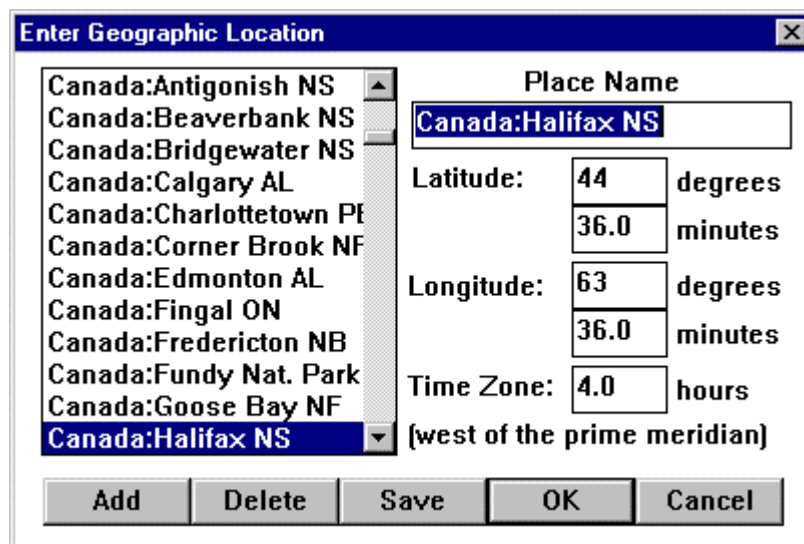 Enter Geographic Location
Canada:Antigonish NS
Canada:Beaverbank NS
Canada:Bridgewater NS
Canada:Calgary AL
Canada:Charlottetown PE
Canada:Corner Brook NF
Canada:Edmonton AL
Canada:Fingal ON
Canada:Fredericton NB
Canada:Fundy Nat. Park
Canada:Goose Bay NF
Canada:Halifax NS
Place Name
Canada:Halifax NS
Latitude: 44 degrees
36.0 minutes
Longitude: 63 degrees
36.0 minutes
Time Zone: 4.0 hours
(west of the prime meridian)
Add Delete Save OK Cancel